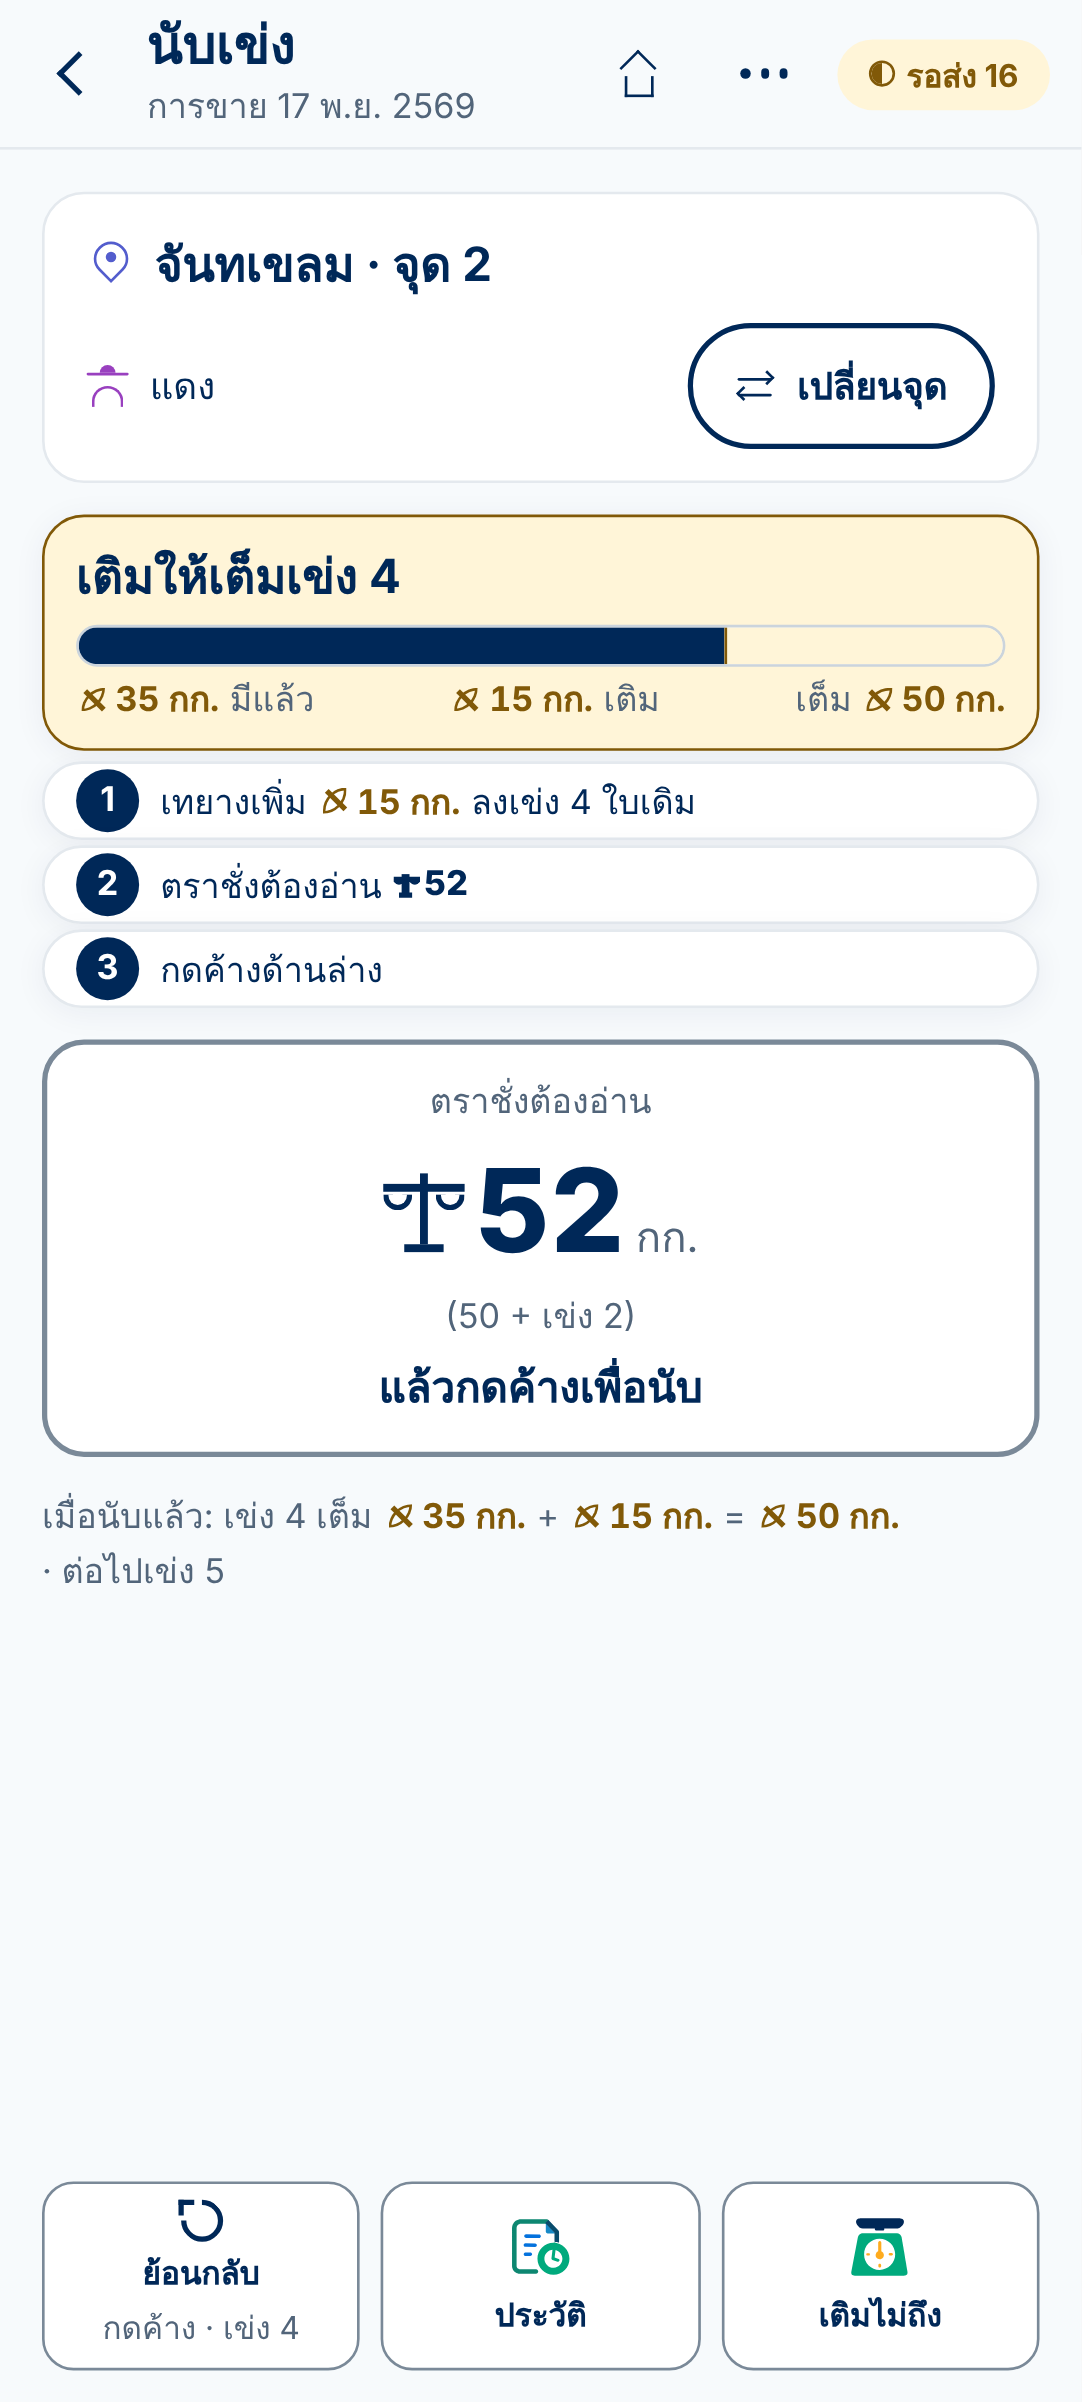 นับเข่ง
การขาย 17 พ.ย. 2569
รอส่ง 16
จันทเขลม · จุด 2
แดง
เปลี่ยนจุด
เติมให้เต็มเข่ง 4
35 กก. มีแล้ว
15 กก. เติม
เต็ม 50 กก.
1 เทยางเพิ่ม 15 กก. ลงเข่ง 4 ใบเดิม
2 ตราชั่งต้องอ่าน 52
3 กดค้างด้านล่าง
ตราชั่งต้องอ่าน
52 กก.
(50 + เข่ง 2)
แล้วกดค้างเพื่อนับ
เมื่อนับแล้ว: เข่ง 4 เต็ม 35 กก. + 15 กก. = 50 กก.
· ต่อไปเข่ง 5
ย้อนกลับ
กดค้าง · เข่ง 4
ประวัติ
เติมไม่ถึง